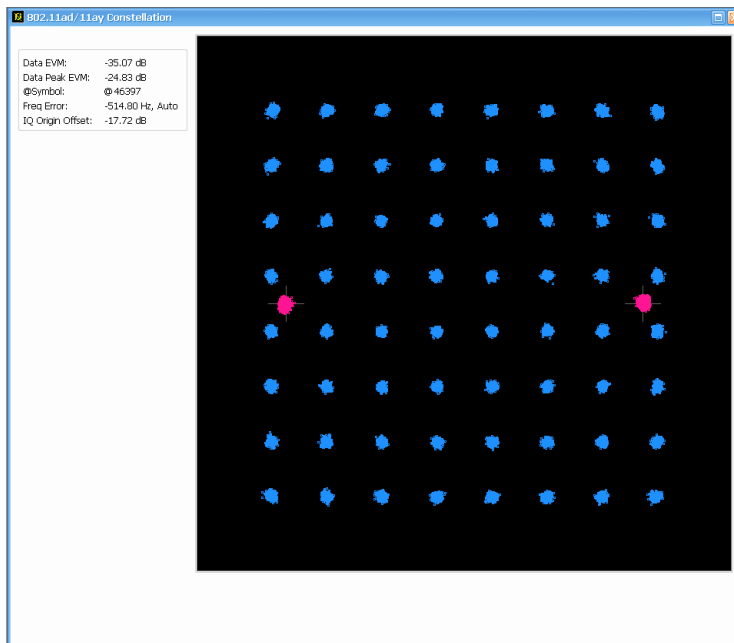 802.11ad/11ay Constellation
Data EVM: -35.07 dB
Data Peak EVM: -24.83 dB
@Symbol: @ 46397
Freq Error: -514.80 Hz, Auto
IQ Origin Offset: -17.72 dB